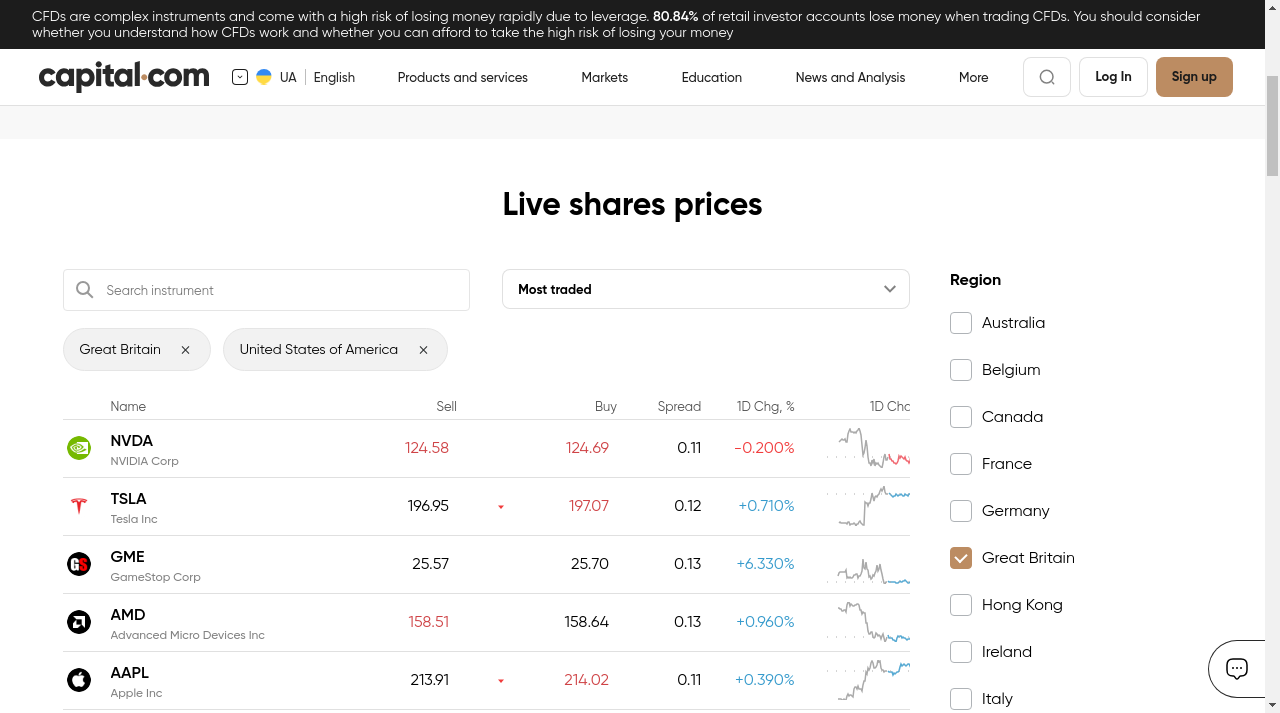 CFDs are complex instruments and come with a high risk of losing money rapidly due to leverage. 80.84% of retail investor accounts lose money when trading CFDs. You should consider
whether you understand how CFDs work and whether you can afford to take the high risk of losing your money
capital.com UA English Products and services Markets Education News and Analysis More Log In Sign up
Live shares prices
Search instrument
Most traded
Region
Great Britain
United States of America
Australia
Belgium
Canada
France
Germany
Great Britain
Hong Kong
Ireland
Italy
Name Sell Buy Spread 1D Chg, % 1D Cha
NVDA 124.58 124.69 0.11 -0.200%
NVIDIA Corp
TSLA 196.95 197.07 0.12 +0.710%
Tesla Inc
GME 25.57 25.70 0.13 +6.330%
GameStop Corp
AMD 158.51 158.64 0.13 +0.960%
Advanced Micro Devices Inc
AAPL 213.91 214.02 0.11 +0.390%
Apple Inc